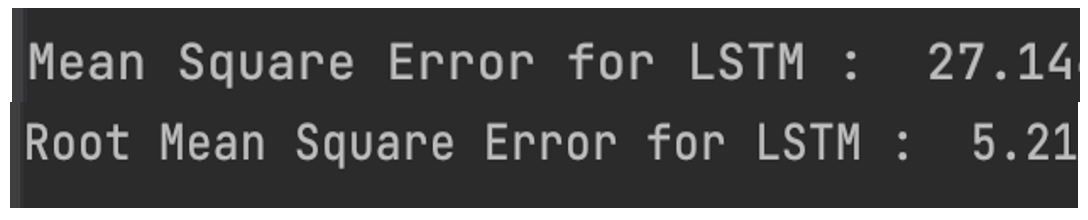 Mean Square Error for LSTM :  27.14
Root Mean Square Error for LSTM :  5.21